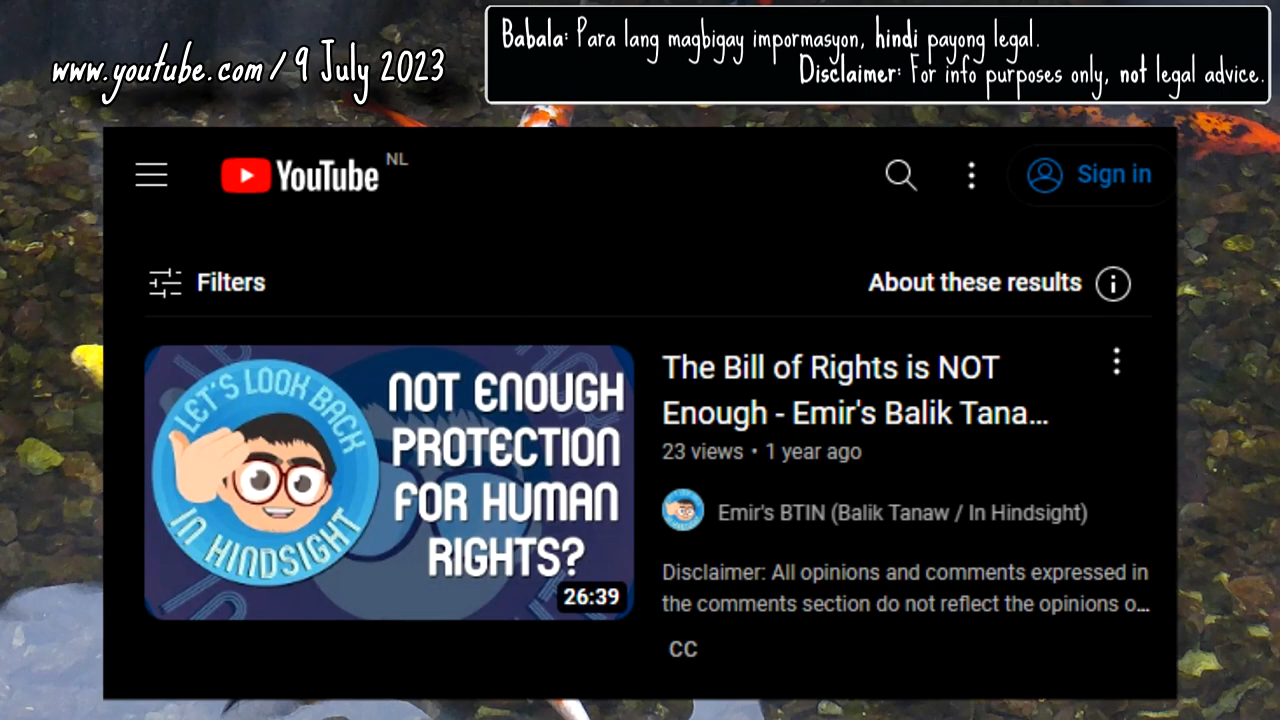 www.youtube.com / 9 July 2023
Babala: Para lang magbigay impormasyon, hindi payong legal.
Disclaimer: For info purposes only, not legal advice.
YouTube NL
Sign in
Filters
About these results
LET'S LOOK BACK
IN HINDSIGHT
NOT ENOUGH
PROTECTION
FOR HUMAN
RIGHTS?
26:39
The Bill of Rights is NOT
Enough - Emir's Balik Tana...
23 views • 1 year ago
Emir's BTIN (Balik Tanaw / In Hindsight)
Disclaimer: All opinions and comments expressed in
the comments section do not reflect the opinions o...
CC